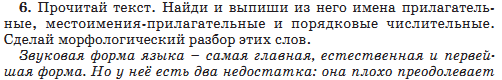 6. Прочитай текст. Найди и выпиши из него имена прилагатель-
ные, местоимения-прилагательные и порядковые числительные.
Сделай морфологический разбор этих слов.
Звуковая форма языка – самая главная, естественная и первей-
шая форма. Но у неё есть два недостатка: она плохо преодолевает